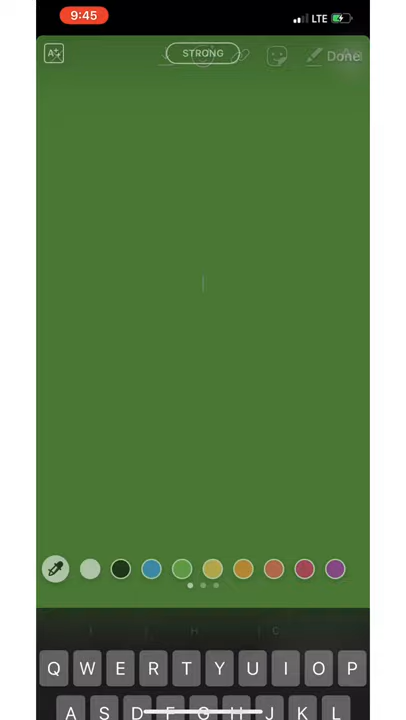 9:45
LTE
A
STRONG
Done
H
C
Q W E R T Y U I O P
A S D F G H J K L